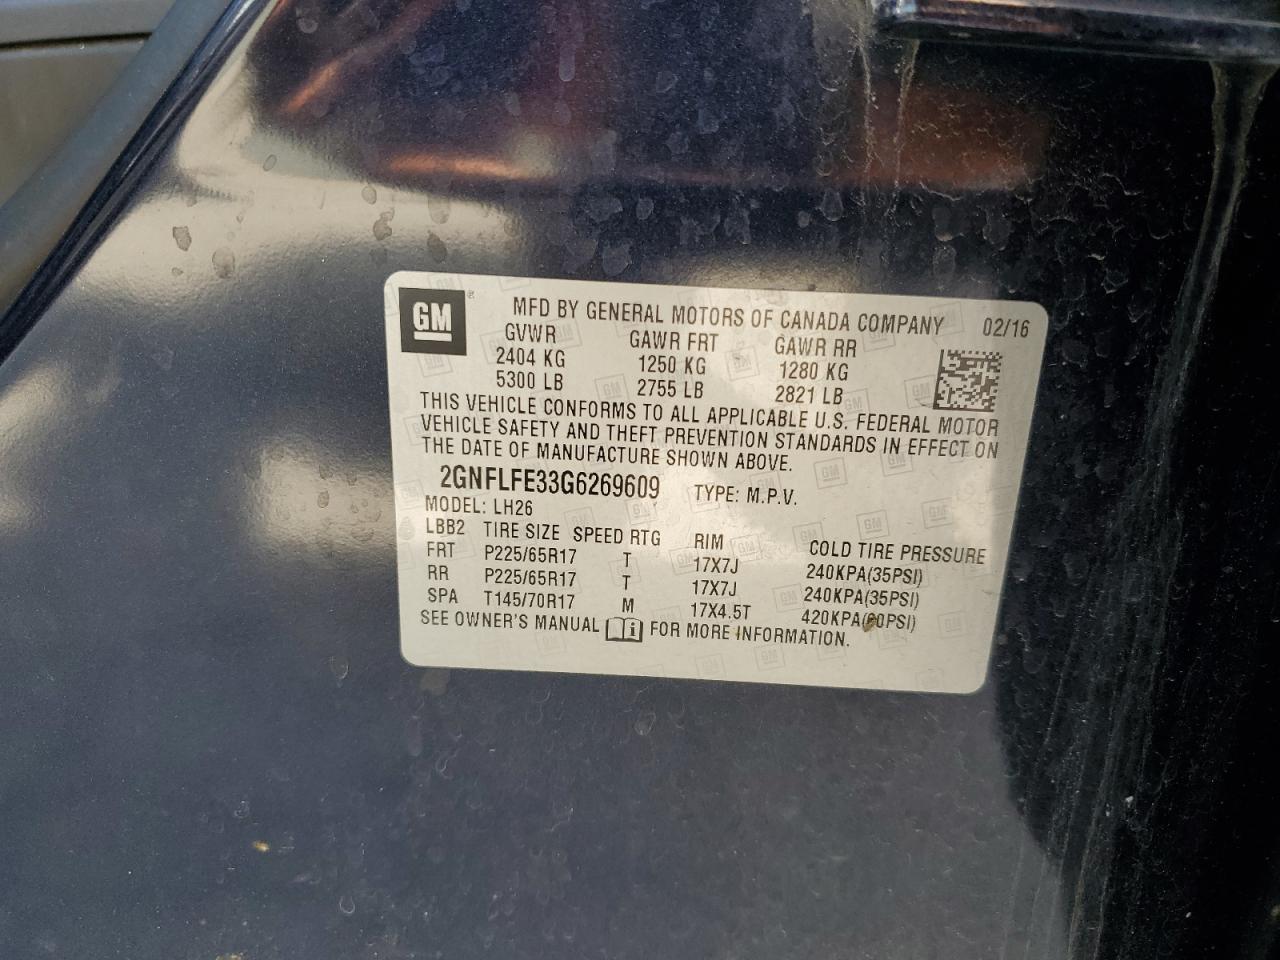 GM
MFD BY GENERAL MOTORS OF CANADA COMPANY 02/16
GVWR GAWR FRT GAWR RR
2404 KG 1250 KG 1280 KG
5300 LB 2755 LB 2821 LB
THIS VEHICLE CONFORMS TO ALL APPLICABLE U.S. FEDERAL MOTOR
VEHICLE SAFETY AND THEFT PREVENTION STANDARDS IN EFFECT ON
THE DATE OF MANUFACTURE SHOWN ABOVE.
2GNFLFE33G6269609 TYPE: M.P.V.
MODEL: LH26
LBB2 TIRE SIZE SPEED RTG RIM COLD TIRE PRESSURE
FRT P225/65R17 T 17X7J 240KPA(35PSI)
RR P225/65R17 T 17X7J 240KPA(35PSI)
SPA T145/70R17 M 17X4.5T 420KPA(60PSI)
SEE OWNER'S MANUAL FOR MORE INFORMATION.